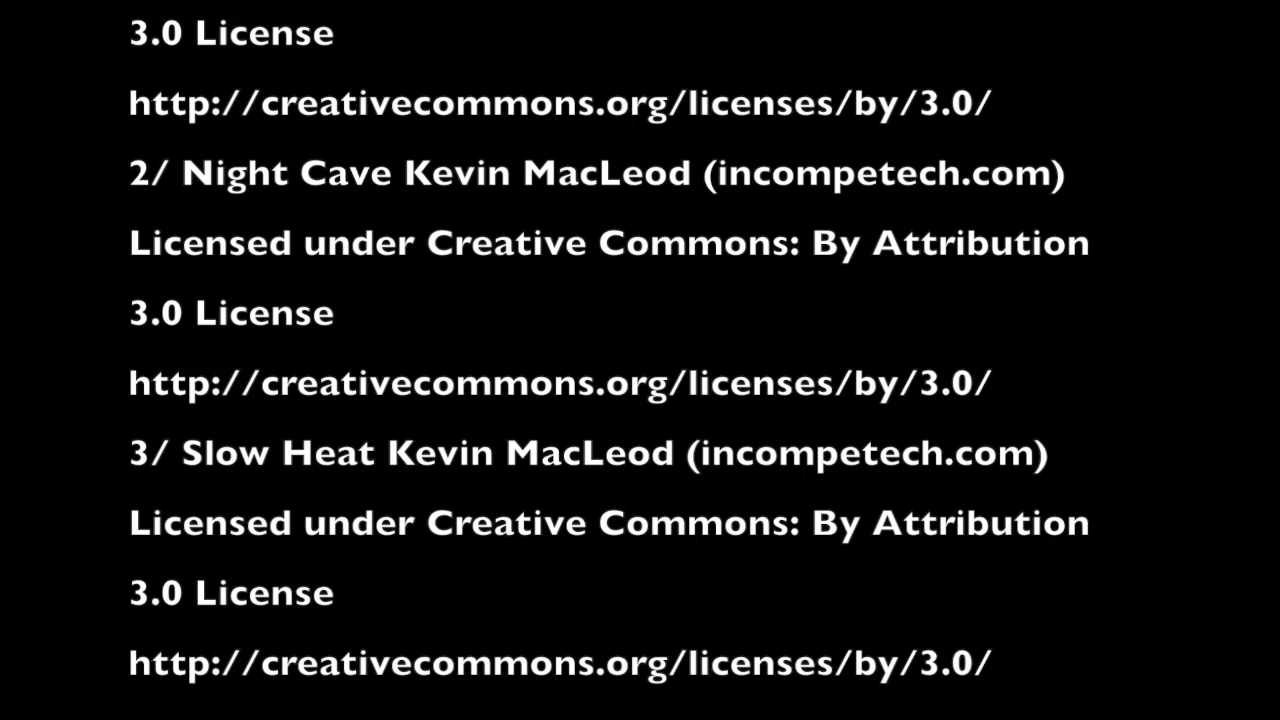 3.0 License
http://creativecommons.org/licenses/by/3.0/
2/ Night Cave Kevin MacLeod (incompetech.com)
Licensed under Creative Commons: By Attribution
3.0 License
http://creativecommons.org/licenses/by/3.0/
3/ Slow Heat Kevin MacLeod (incompetech.com)
Licensed under Creative Commons: By Attribution
3.0 License
http://creativecommons.org/licenses/by/3.0/